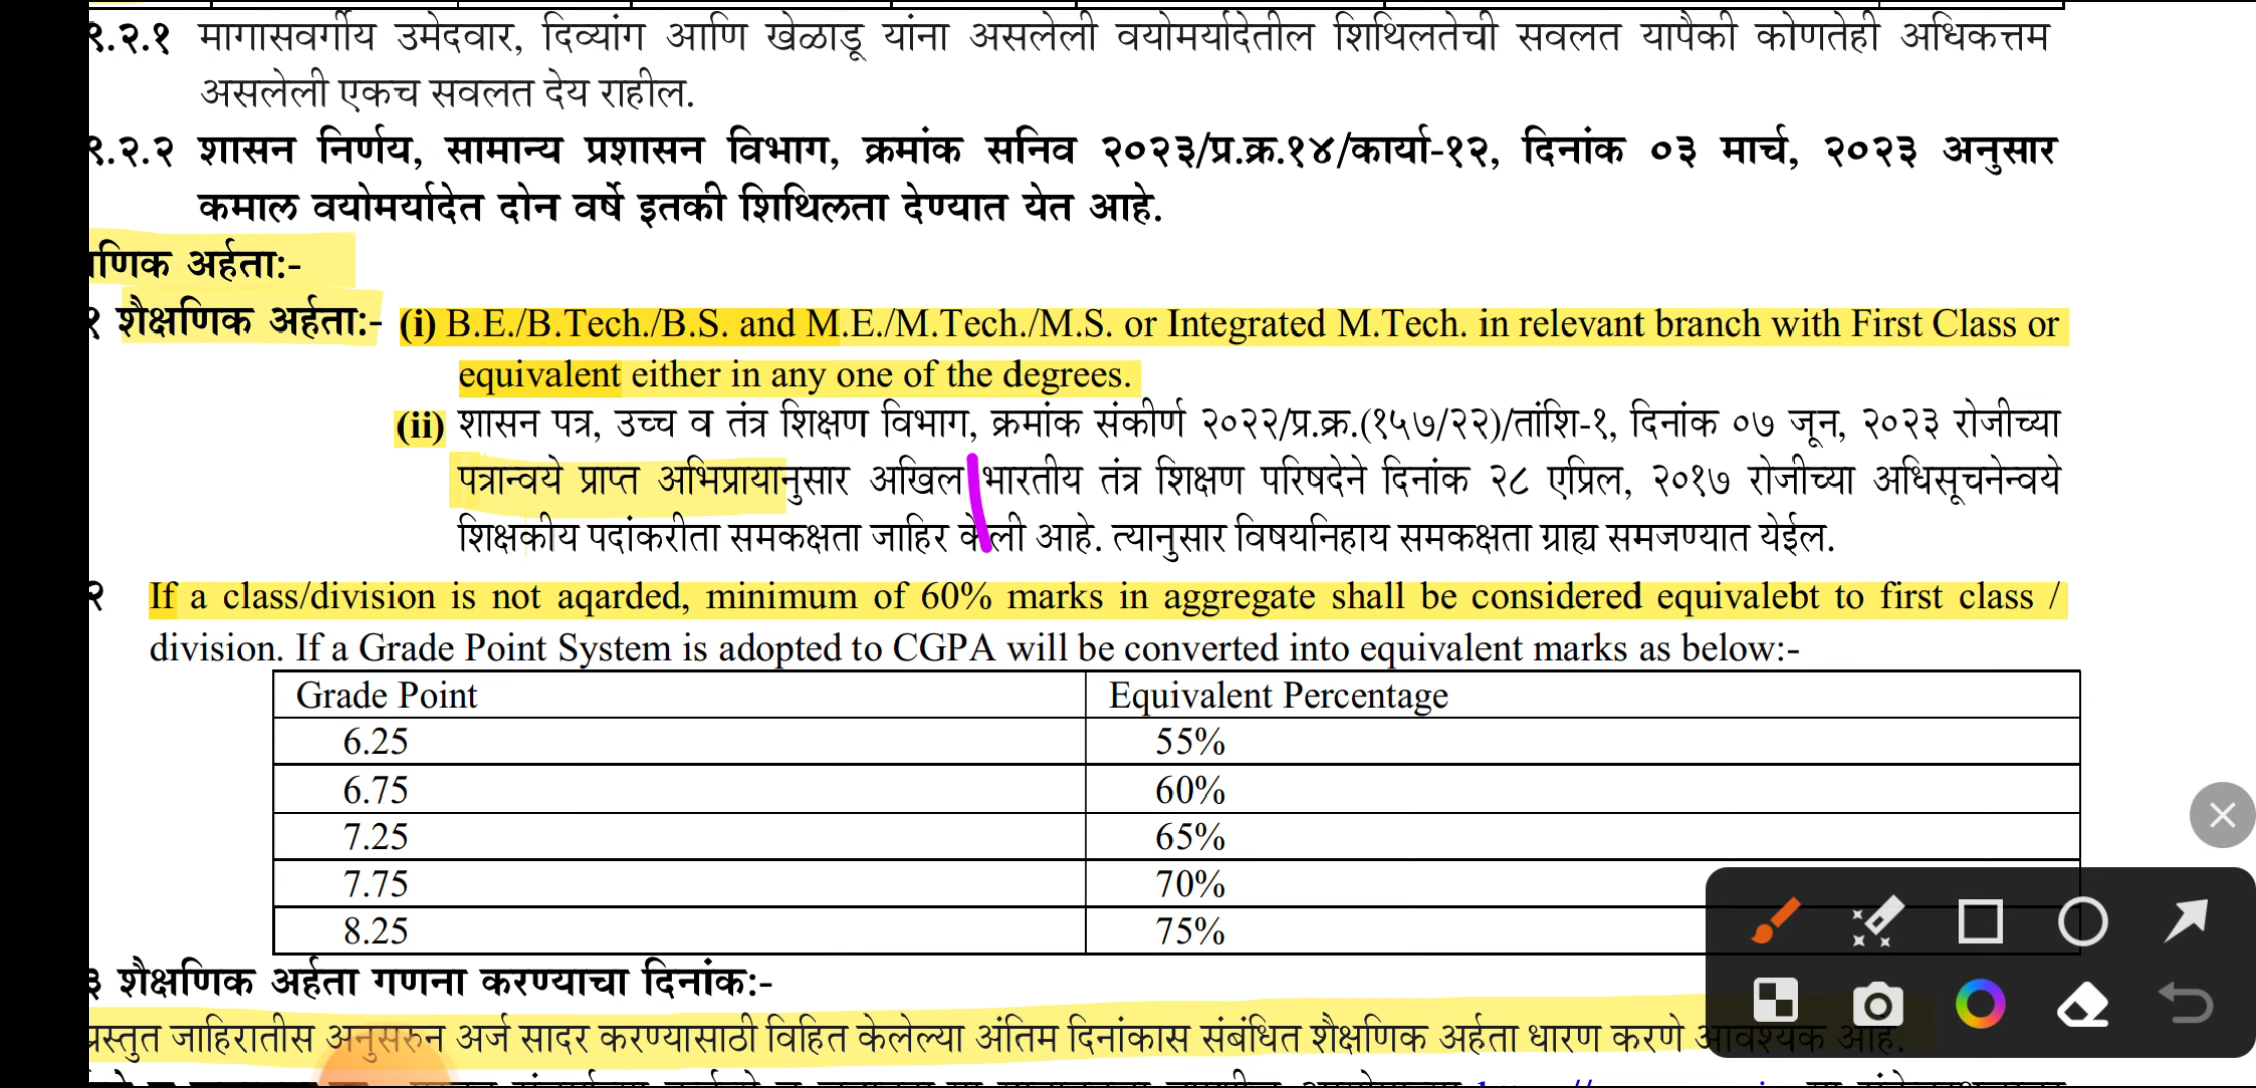 ९.२.१ मागासवर्गीय उमेदवार, दिव्यांग आणि खेळाडू यांना असलेली वयोमर्यादेतील शिथिलतेची सवलत यापैकी कोणतेही अधिकत्तम
असलेली एकच सवलत देय राहील.
९.२.२ शासन निर्णय, सामान्य प्रशासन विभाग, क्रमांक सनिव २०२३/प्र.क्र.१४/कार्या-१२, दिनांक ०३ मार्च, २०२३ अनुसार
कमाल वयोमर्यादेत दोन वर्षे इतकी शिथिलता देण्यात येत आहे.
णिक अर्हता:-
१ शैक्षणिक अर्हता:- (i) B.E./B.Tech./B.S. and M.E./M.Tech./M.S. or Integrated M.Tech. in relevant branch with First Class or
equivalent either in any one of the degrees.
(ii) शासन पत्र, उच्च व तंत्र शिक्षण विभाग, क्रमांक संकीर्ण २०२२/प्र.क्र.(१५७/२२)/तांशि-१, दिनांक ०७ जून, २०२३ रोजीच्या
पत्रान्वये प्राप्त अभिप्रायानुसार अखिल भारतीय तंत्र शिक्षण परिषदेने दिनांक २८ एप्रिल, २०१७ रोजीच्या अधिसूचनेन्वये
शिक्षकीय पदांकरीता समकक्षता जाहिर केली आहे. त्यानुसार विषयनिहाय समकक्षता ग्राह्य समजण्यात येईल.
२ If a class/division is not aqarded, minimum of 60% marks in aggregate shall be considered equivalebt to first class /
division. If a Grade Point System is adopted to CGPA will be converted into equivalent marks as below:-
Grade Point Equivalent Percentage
6.25 55%
6.75 60%
7.25 65%
7.75 70%
8.25 75%
३ शैक्षणिक अर्हता गणना करण्याचा दिनांक:-
प्रस्तुत जाहिरातीस अनुसरुन अर्ज सादर करण्यासाठी विहित केलेल्या अंतिम दिनांकास संबंधित शैक्षणिक अर्हता धारण करणे आवश्यक आहे.